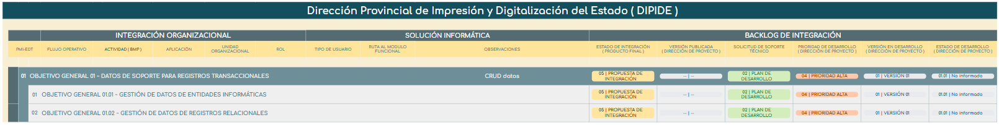 Dirección Provincial de Impresión y Digitalización del Estado ( DIPIDE )
INTEGRACIÓN ORGANIZACIONAL
SOLUCIÓN INFORMÁTICA
BACKLOG DE INTEGRACIÓN
PMI-EDT
FLUJO OPERATIVO
ACTIVIDAD ( BMP )
APLICACIÓN
UNIDAD
ORGANIZACIONAL
ROL
TIPO DE USUARIO
RUTA AL MODULO
FUNCIONAL
OBSERVACIONES
ESTADO DE INTEGRACIÓN
( PRODUCTO FINAL )
VERSIÓN PUBLICADA
( DIRECCIÓN DE PROYECTO )
SOLICITUD DE SOPORTE
TÉCNICO
PRIORIDAD DE DESARROLLO
( DIRECCIÓN DE PROYECTO )
VERSIÓN EN DESARROLLO
( DIRECCIÓN DE PROYECTO )
ESTADO DE DESARROLLO
( DIRECCIÓN DE PROYECTO )
01 OBJETIVO GENERAL 01 - DATOS DE SOPORTE PARA REGISTROS TRANSACCIONALES
CRUD datos
05 | PROPUESTA DE
INTEGRACIÓN
-- | --
02 | PLAN DE
DESARROLLO
04 | PRIORIDAD ALTA
01 | VERSIÓN 01
01.01 | No informado
01 OBJETIVO GENERAL 01.01 - GESTIÓN DE DATOS DE ENTIDADES INFORMÁTICAS
05 | PROPUESTA DE
INTEGRACIÓN
-- | --
02 | PLAN DE
DESARROLLO
04 | PRIORIDAD ALTA
01 | VERSIÓN 01
01.01 | No informado
02 OBJETIVO GENERAL 01.02 - GESTIÓN DE DATOS DE REGISTROS RELACIONALES
05 | PROPUESTA DE
INTEGRACIÓN
-- | --
02 | PLAN DE
DESARROLLO
04 | PRIORIDAD ALTA
01 | VERSIÓN 01
01.01 | No informado